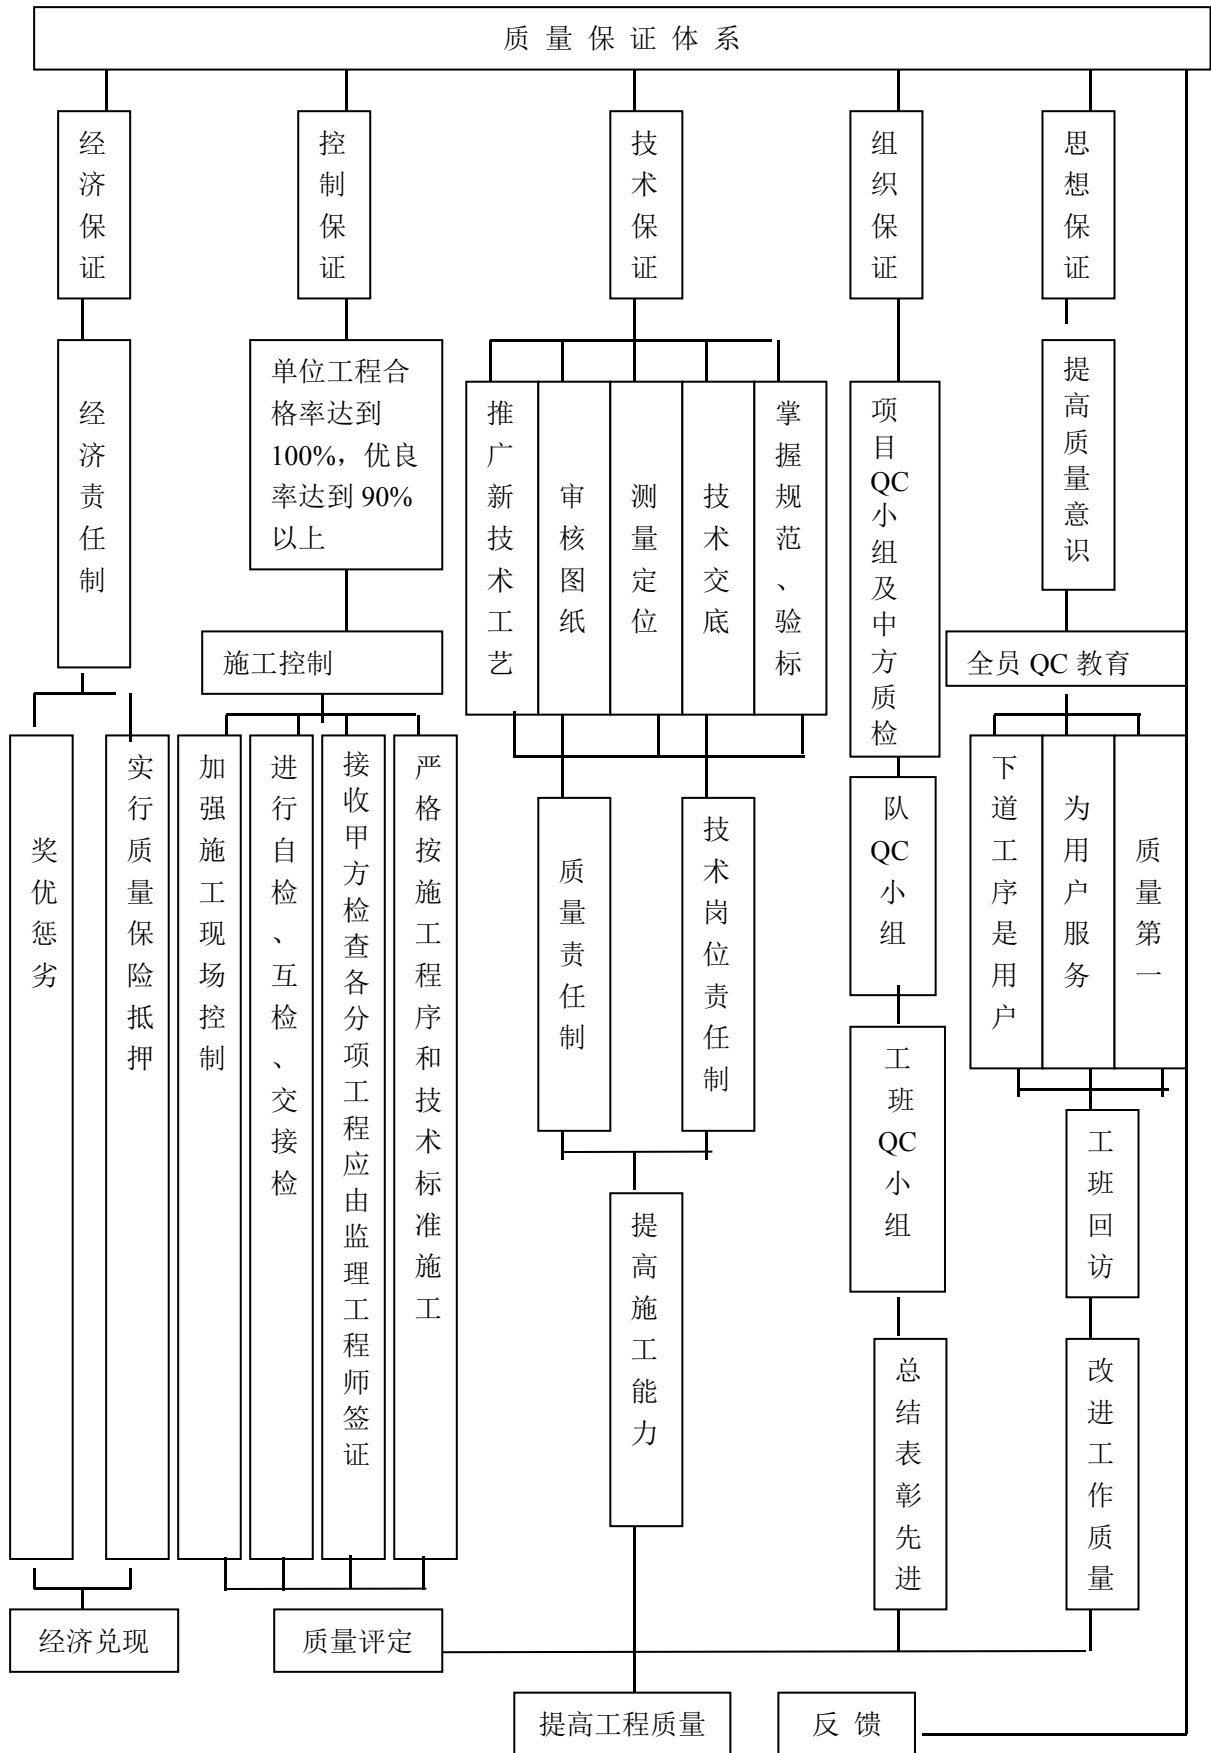 质量保证体系
经济保证
控制保证
技术保证
组织保证
思想保证
经济责任制
单位工程合
格率达到
100%，优良
率达到 90%
以上
推广新技术工艺
审核图纸
测量定位
技术交底
掌握规范、验标
项目QC小组及中方质检
提高质量意识
施工控制
全员 QC 教育
奖优惩劣
实行质量保险抵押
加强施工现场控制
进行自检、互检、交接检
接收甲方检查各分项工程应由监理工程师签证
严格按施工程序和技术标准施工
质量责任制
技术岗位责任制
队QC小组
下道工序是用户
为用户服务
质量第一
工班QC小组
工班回访
提高施工能力
总结表彰先进
改进工作质量
经济兑现
质量评定
提高工程质量
反 馈